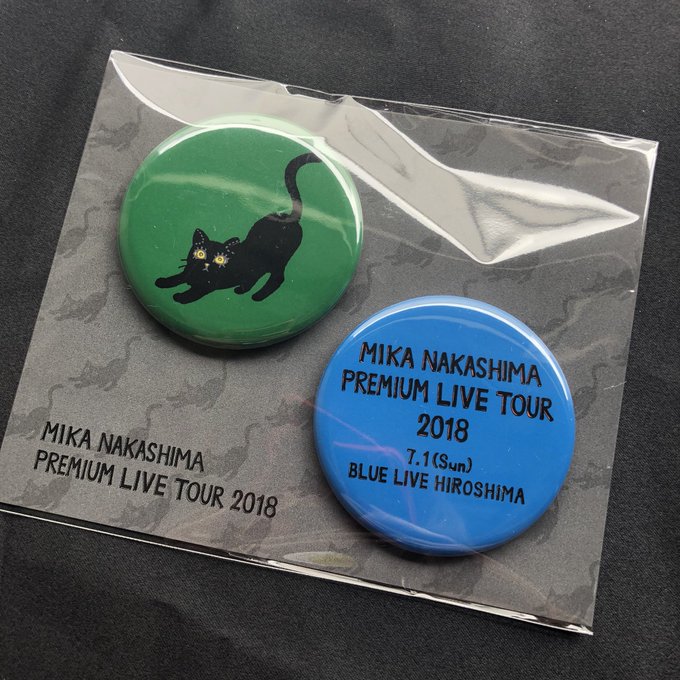 MIKA NAKASHIMA
PREMIUM LIVE TOUR
2018
7.1(Sun)
BLUE LIVE HIROSHIMA
MIKA NAKASHIMA
PREMIUM LIVE TOUR 2018